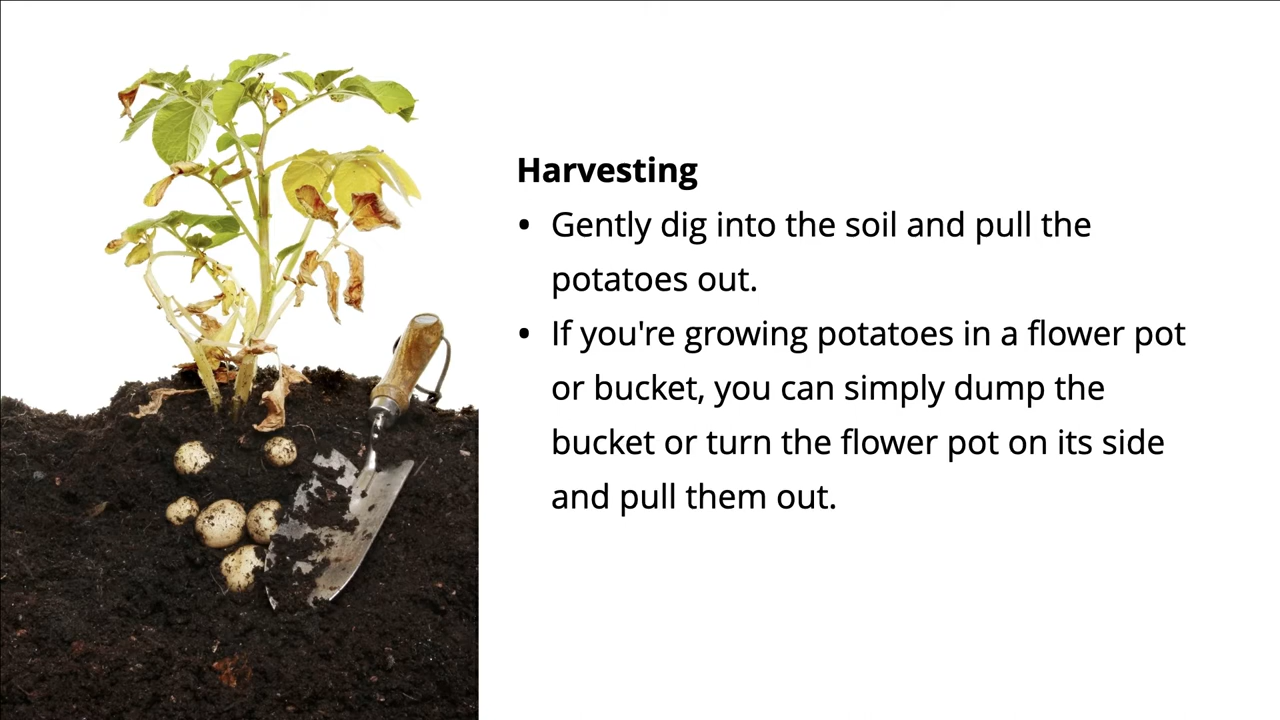 Harvesting
• Gently dig into the soil and pull the
potatoes out.
• If you're growing potatoes in a flower pot
or bucket, you can simply dump the
bucket or turn the flower pot on its side
and pull them out.